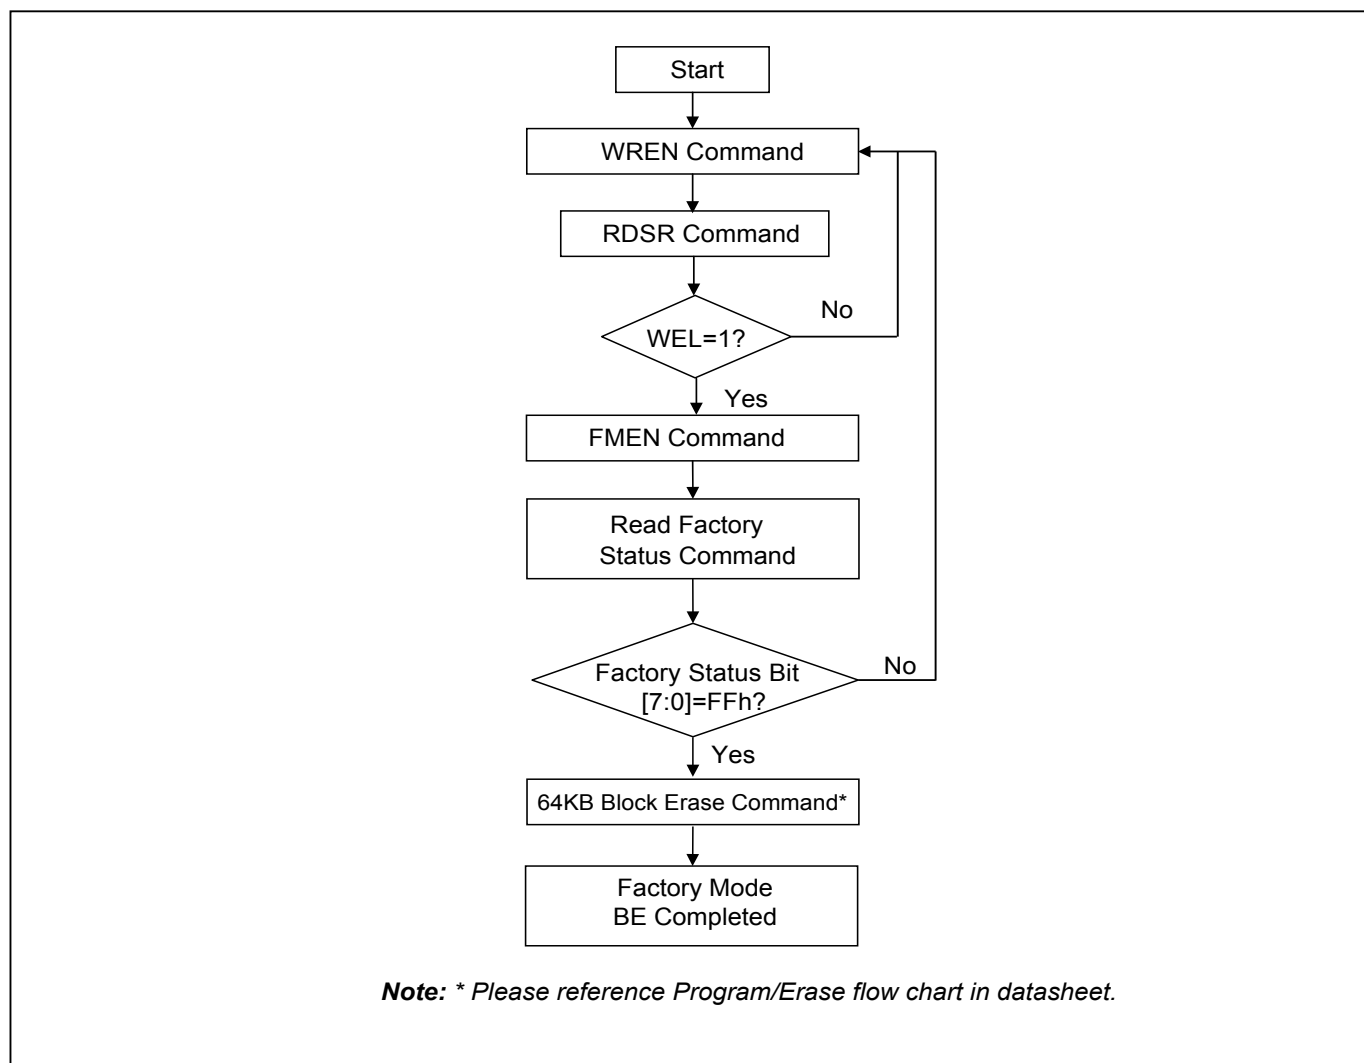 Start
WREN Command
RDSR Command
No
WEL=1?
Yes
FMEN Command
Read Factory
Status Command
Factory Status Bit
[7:0]=FFh?
No
Yes
64KB Block Erase Command*
Factory Mode
BE Completed
Note: * Please reference Program/Erase flow chart in datasheet.